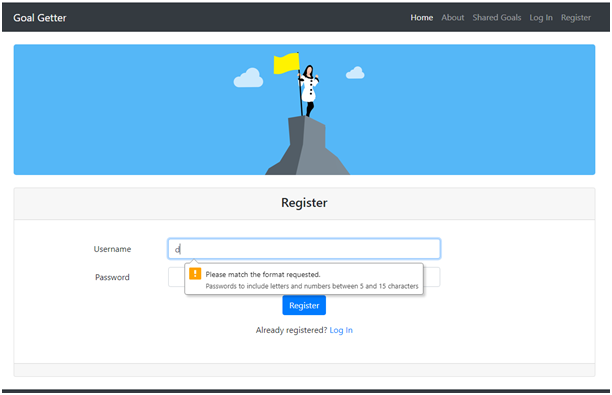 Goal Getter Home About Shared Goals Log In Register
Register
Username d
Please match the format requested.
Password
Passwords to include letters and numbers between 5 and 15 characters
Register
Already registered? Log In